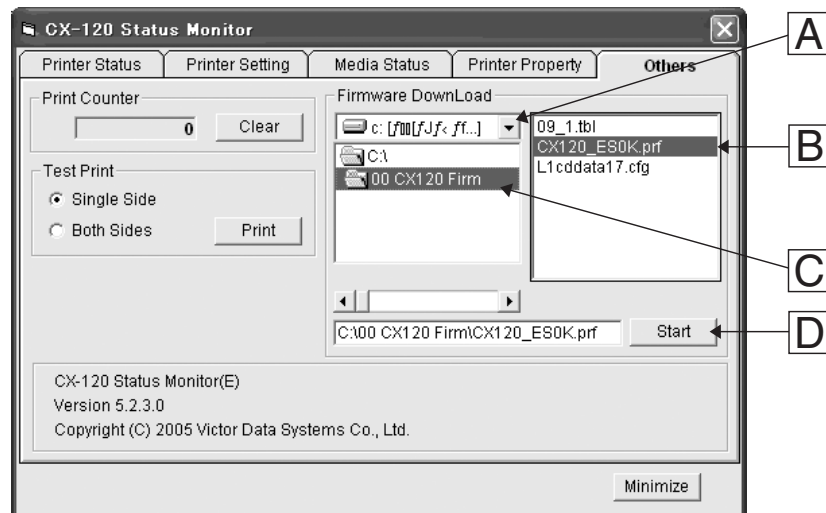 CX-120 Status Monitor
A
Printer Status Printer Setting Media Status Printer Property Others
Print Counter
0 Clear
Test Print
Single Side
Both Sides Print
Firmware DownLoad
c:
C:\
00 CX120 Firm
09_1.tbl
CX120_ES0K.prf
L1cddata17.cfg
B
C
C:\00 CX120 Firm\CX120_ES0K.prf Start
D
CX-120 Status Monitor(E)
Version 5.2.3.0
Copyright (C) 2005 Victor Data Systems Co., Ltd.
Minimize